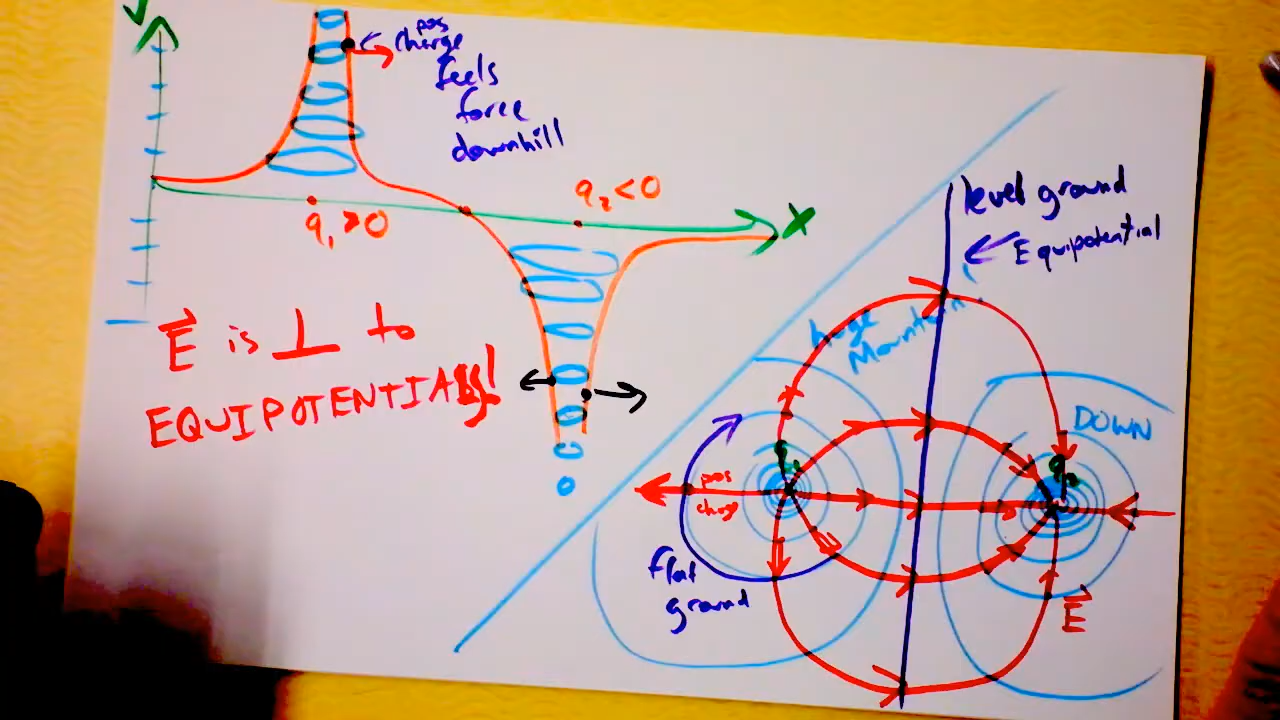 V
pos
charge
feels
force
downhill
q₁>0
q₂<0
X
E⃗ is ⊥ to
EQUIPOTENTIALS!
level ground
Equipotential
huge
Mountain
DOWN
pos
charge
q₂
flat
ground
E⃗